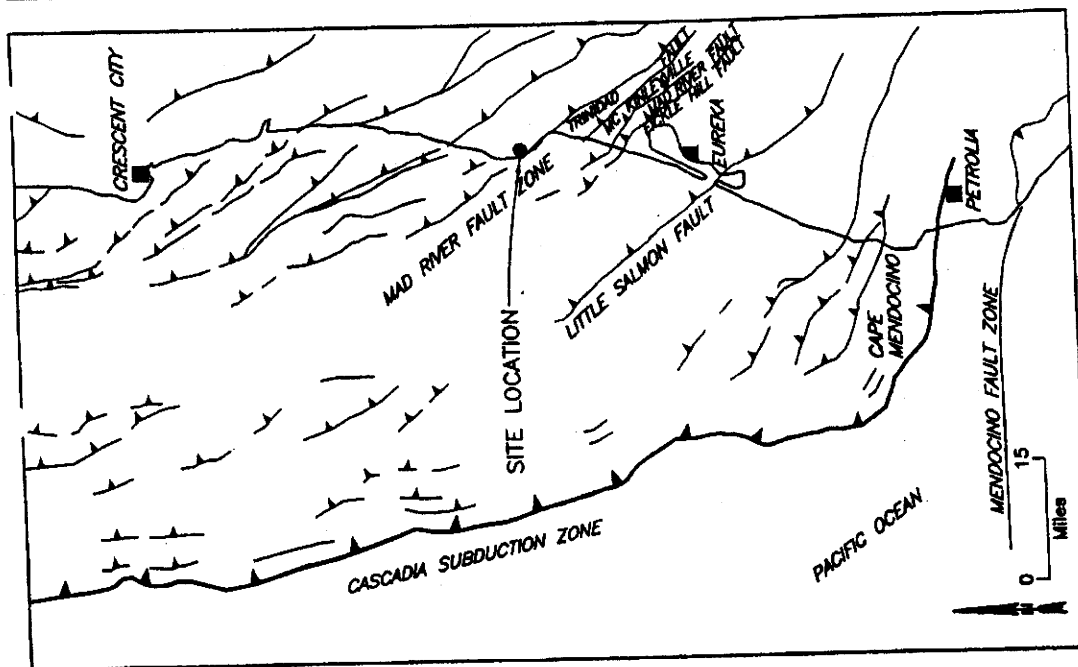 CRESCENT CITY
TRINIDAD FAULT
MC KINLEYVILLE
MAD RIVER FAULT
FICKLE HILL FAULT
EUREKA
PETROLIA
MAD RIVER FAULT ZONE
LITTLE SALMON FAULT
SITE LOCATION
CAPE
MENDOCINO
MENDOCINO FAULT ZONE
CASCADIA SUBDUCTION ZONE
PACIFIC OCEAN
0
15
Miles
N